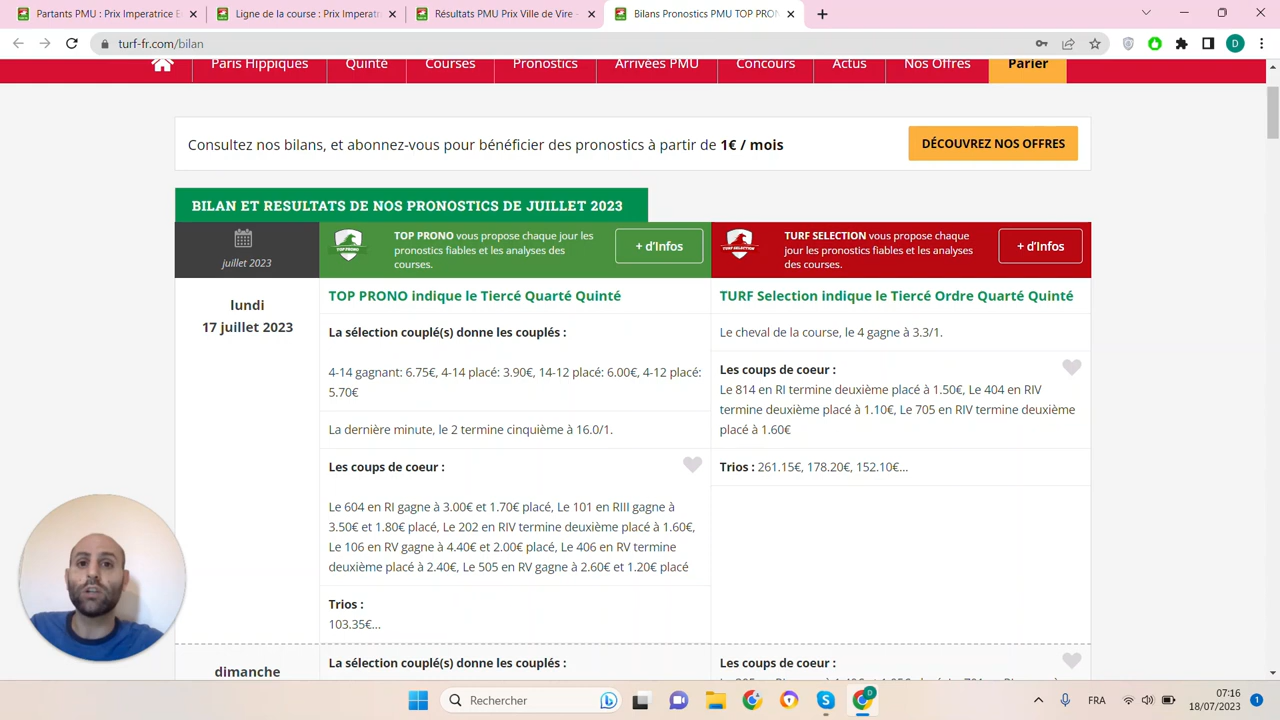 Partants PMU : Prix Imperatrice E
Ligne de la course : Prix Imperat
Résultats PMU Prix Ville de Vire -
Bilans Pronostics PMU TOP PRON
turf-fr.com/bilan
Paris Hippiques
Quinté
Courses
Pronostics
Arrivées PMU
Concours
Actus
Nos Offres
Parier
Consultez nos bilans, et abonnez-vous pour bénéficier des pronostics à partir de 1€ / mois
DÉCOUVREZ NOS OFFRES
BILAN ET RESULTATS DE NOS PRONOSTICS DE JUILLET 2023
juillet 2023
TOP PRONO
TOP PRONO vous propose chaque jour les
pronostics fiables et les analyses des
courses.
+ d'Infos
TURF SELECTION
TURF SELECTION vous propose chaque
jour les pronostics fiables et les analyses
des courses.
+ d'Infos
lundi
17 juillet 2023
TOP PRONO indique le Tiercé Quarté Quinté
La sélection couplé(s) donne les couplés :
4-14 gagnant: 6.75€, 4-14 placé: 3.90€, 14-12 placé: 6.00€, 4-12 placé:
5.70€
La dernière minute, le 2 termine cinquième à 16.0/1.
Les coups de coeur :
Le 604 en RI gagne à 3.00€ et 1.70€ placé, Le 101 en RIII gagne à
3.50€ et 1.80€ placé, Le 202 en RIV termine deuxième placé à 1.60€,
Le 106 en RV gagne à 4.40€ et 2.00€ placé, Le 406 en RV termine
deuxième placé à 2.40€, Le 505 en RV gagne à 2.60€ et 1.20€ placé
Trios :
103.35€...
TURF Selection indique le Tiercé Ordre Quarté Quinté
Le cheval de la course, le 4 gagne à 3.3/1.
Les coups de coeur :
Le 814 en RI termine deuxième placé à 1.50€, Le 404 en RIV
termine deuxième placé à 1.10€, Le 705 en RIV termine deuxième
placé à 1.60€
Trios : 261.15€, 178.20€, 152.10€...
dimanche
La sélection couplé(s) donne les couplés :
Les coups de coeur :
Rechercher
FRA
07:16
18/07/2023